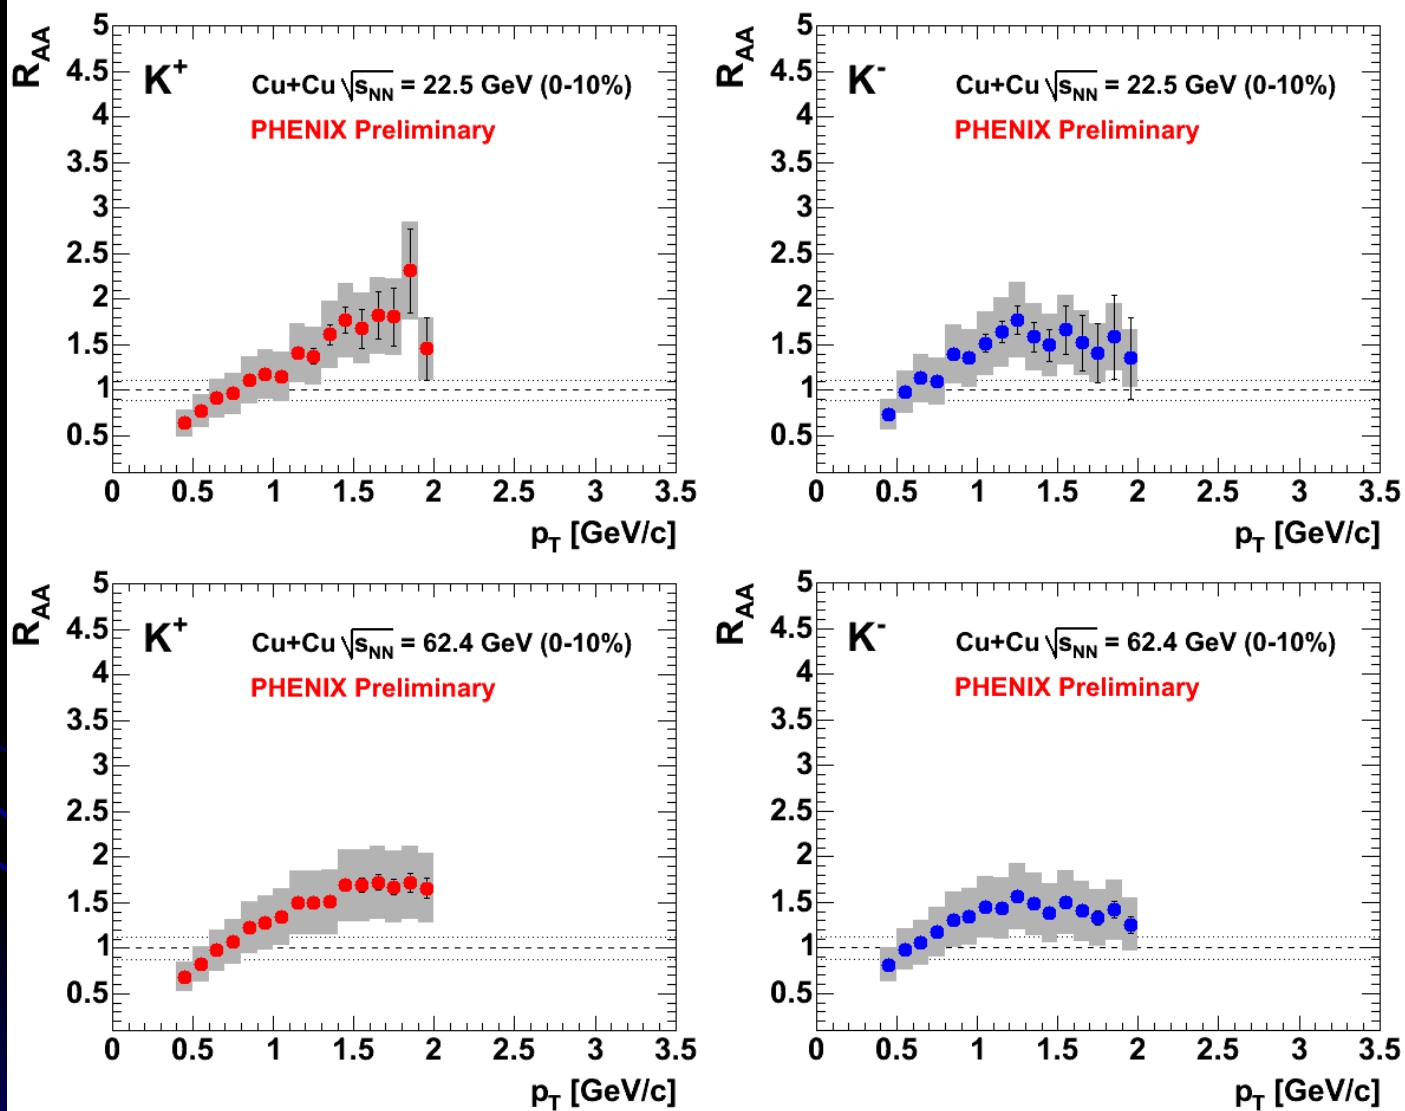 R_AA
K⁺ Cu+Cu √s_NN = 22.5 GeV (0-10%)
PHENIX Preliminary
5
4.5
4
3.5
3
2.5
2
1.5
1
0.5
0 0.5 1 1.5 2 2.5 3 3.5
p_T [GeV/c]
R_AA
K⁻ Cu+Cu √s_NN = 22.5 GeV (0-10%)
PHENIX Preliminary
5
4.5
4
3.5
3
2.5
2
1.5
1
0.5
0 0.5 1 1.5 2 2.5 3 3.5
p_T [GeV/c]
R_AA
K⁺ Cu+Cu √s_NN = 62.4 GeV (0-10%)
PHENIX Preliminary
5
4.5
4
3.5
3
2.5
2
1.5
1
0.5
0 0.5 1 1.5 2 2.5 3 3.5
p_T [GeV/c]
R_AA
K⁻ Cu+Cu √s_NN = 62.4 GeV (0-10%)
PHENIX Preliminary
5
4.5
4
3.5
3
2.5
2
1.5
1
0.5
0 0.5 1 1.5 2 2.5 3 3.5
p_T [GeV/c]